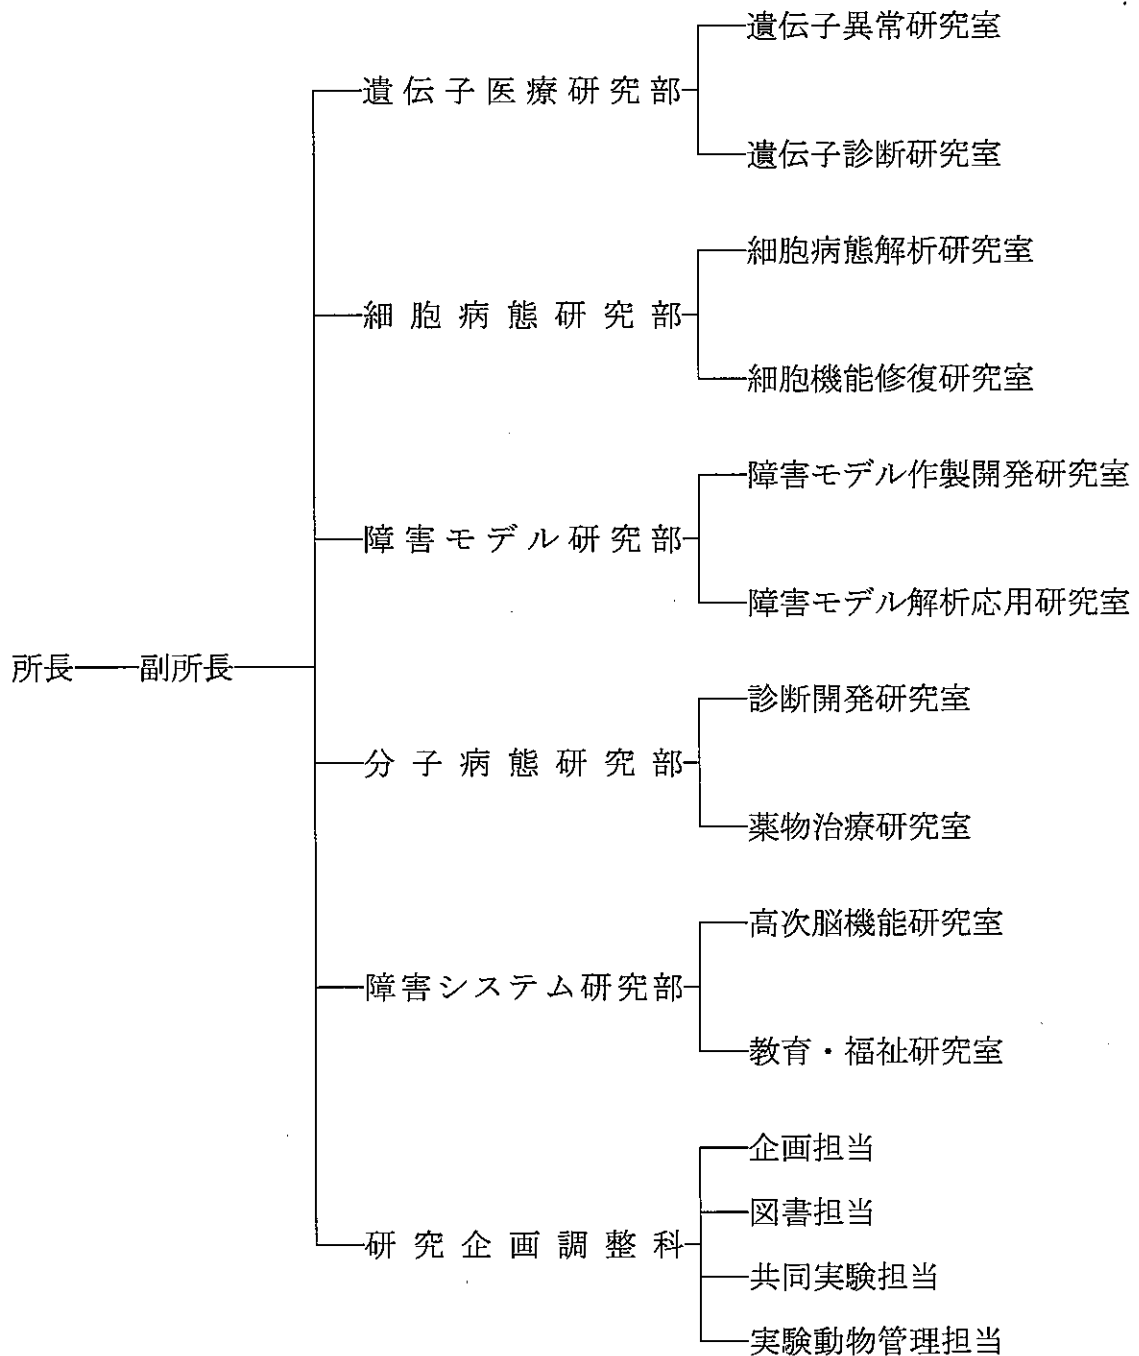 遺伝子異常研究室
遺伝子医療研究部
遺伝子診断研究室
細胞病態解析研究室
細胞病態研究部
細胞機能修復研究室
障害モデル作製開発研究室
障害モデル研究部
障害モデル解析応用研究室
所長
副所長
診断開発研究室
分子病態研究部
薬物治療研究室
高次脳機能研究室
障害システム研究部
教育・福祉研究室
企画担当
図書担当
研究企画調整科
共同実験担当
実験動物管理担当